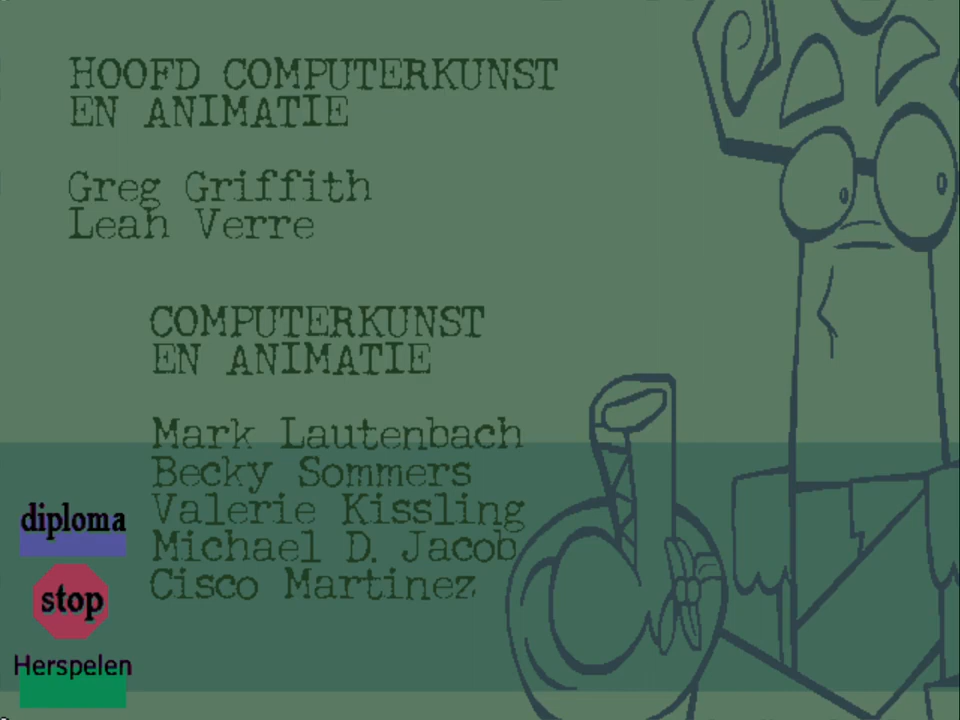 HOOFD COMPUTERKUNST
EN ANIMATIE
Greg Griffith
Leah Verre
COMPUTERKUNST
EN ANIMATIE
Mark Lautenbach
Becky Sommers
Valerie Kissling
Michael D. Jacob
Cisco Martinez
diploma
stop
Herspelen